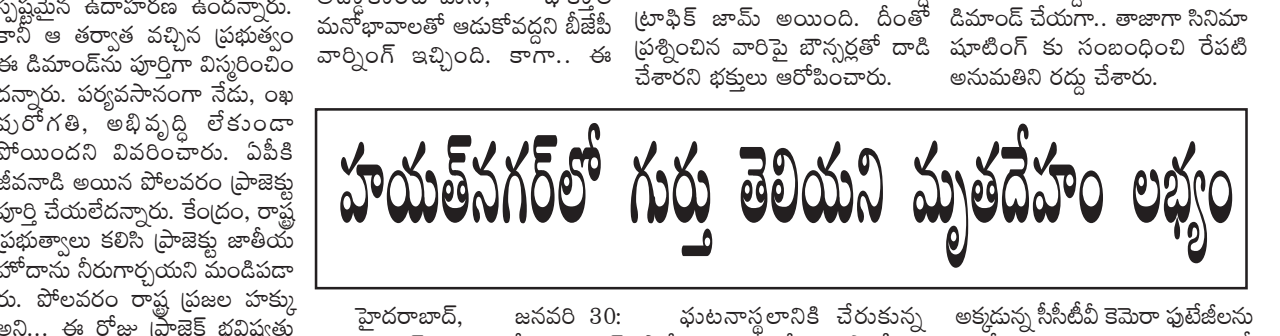 స్పష్టమైన ఉదాహరణ ఉందన్నారు.
కానీ ఆ తర్వాత వచ్చిన ప్రభుత్వం
ఈ డిమాండ్‌ను పూర్తిగా విస్మరించిం
దన్నారు. పర్యవసానంగా నేడు,
పురోగతి, అభివృద్ధి లేకుండా
పోయిందని వివరించారు. ఏపీకి
జీవనాడి అయిన పోలవరం ప్రాజెక్టు
పూర్తి చేయలేదన్నారు. కేంద్రం, రాష్ట్ర
ప్రభుత్వాలు కలిసి ప్రాజెక్టు జాతీయ
హోదాను నీరుగార్చయని మండిపడా
రు. పోలవరం రాష్ట్ర ప్రజల హక్కు
అని... ఈ రోజు ప్రాజెక్ట్ భవిష్యత్తు
మనోభావాలతో ఆడుకోవద్దని బీజేపీ
వార్నింగ్ ఇచ్చింది. కాగా.. ఈ
ట్రాఫిక్ జామ్ అయింది. దీంతో
ప్రశ్నించిన వారిపై బౌన్సర్లతో దాడి
చేశారని భక్తులు ఆరోపించారు.
డిమాండ్ చేయగా.. తాజాగా సినిమా
షూటింగ్ కు సంబంధించి రేపటి
అనుమతిని రద్దు చేశారు.
హయత్‌నగర్‌లో గుర్తు తెలియని మృతదేహం లభ్యం
హైదరాబాద్, జనవరి 30:
ఘటనాస్థలానికి చేరుకున్న
అక్కడున్న సీసీటీవీ కెమెరా ఫుటేజీలను